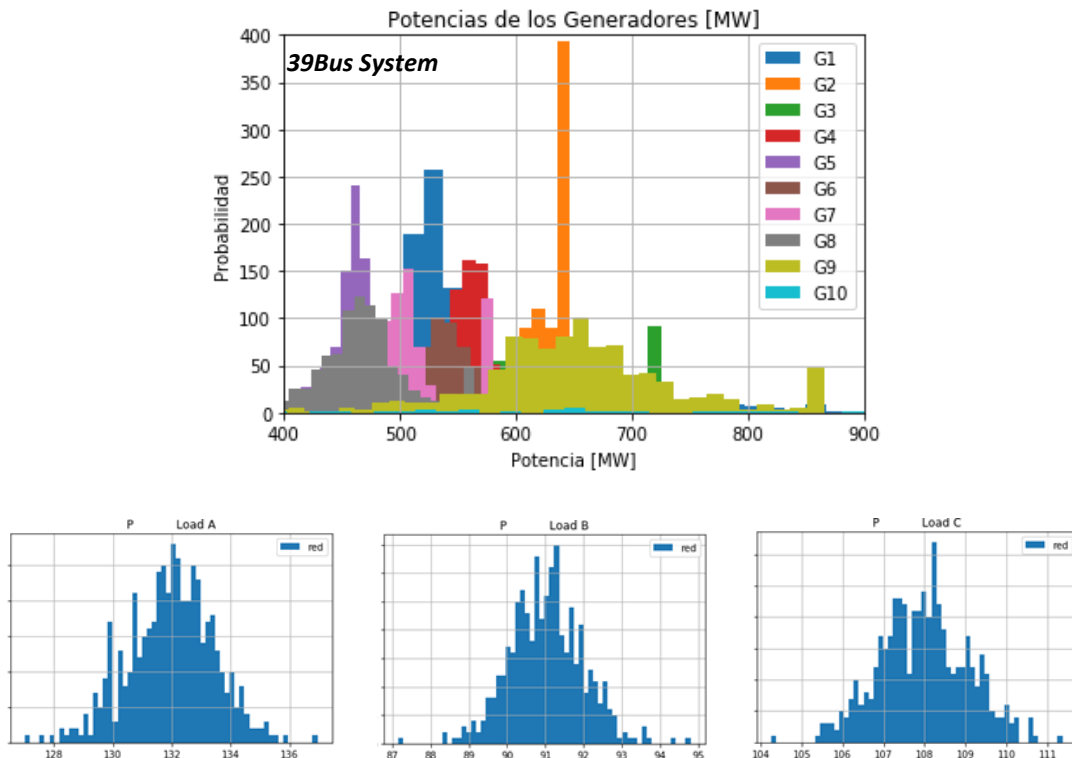 Potencias de los Generadores [MW]
39Bus System
400
350
300
250
200
150
100
50
0
Probabilidad
400 500 600 700 800 900
Potencia [MW]
G1
G2
G3
G4
G5
G6
G7
G8
G9
G10
P Load A
red
128 130 132 134 136
P Load B
red
87 88 89 90 91 92 93 94 95
P Load C
red
104 105 106 107 108 109 110 111